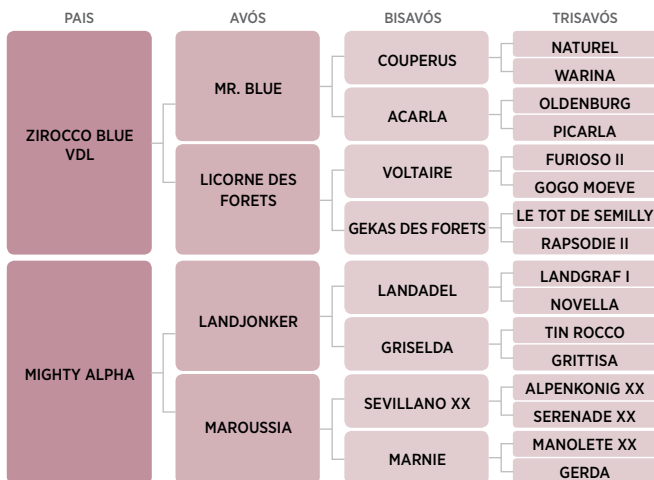 PAIS
AVÓS
BISAVÓS
TRISAVÓS
ZIROCCO BLUE
VDL
MR. BLUE
COUPERUS
NATUREL
WARINA
ACARLA
OLDENBURG
PICARLA
LICORNE DES
FORETS
VOLTAIRE
FURIOSO II
GOGO MOEVE
GEKAS DES FORETS
LE TOT DE SEMILLY
RAPSODIE II
MIGHTY ALPHA
LANDJONKER
LANDADEL
LANDGRAF I
NOVELLA
GRISELDA
TIN ROCCO
GRITTISA
MAROUSSIA
SEVILLANO XX
ALPENKONIG XX
SERENADE XX
MARNIE
MANOLETE XX
GERDA